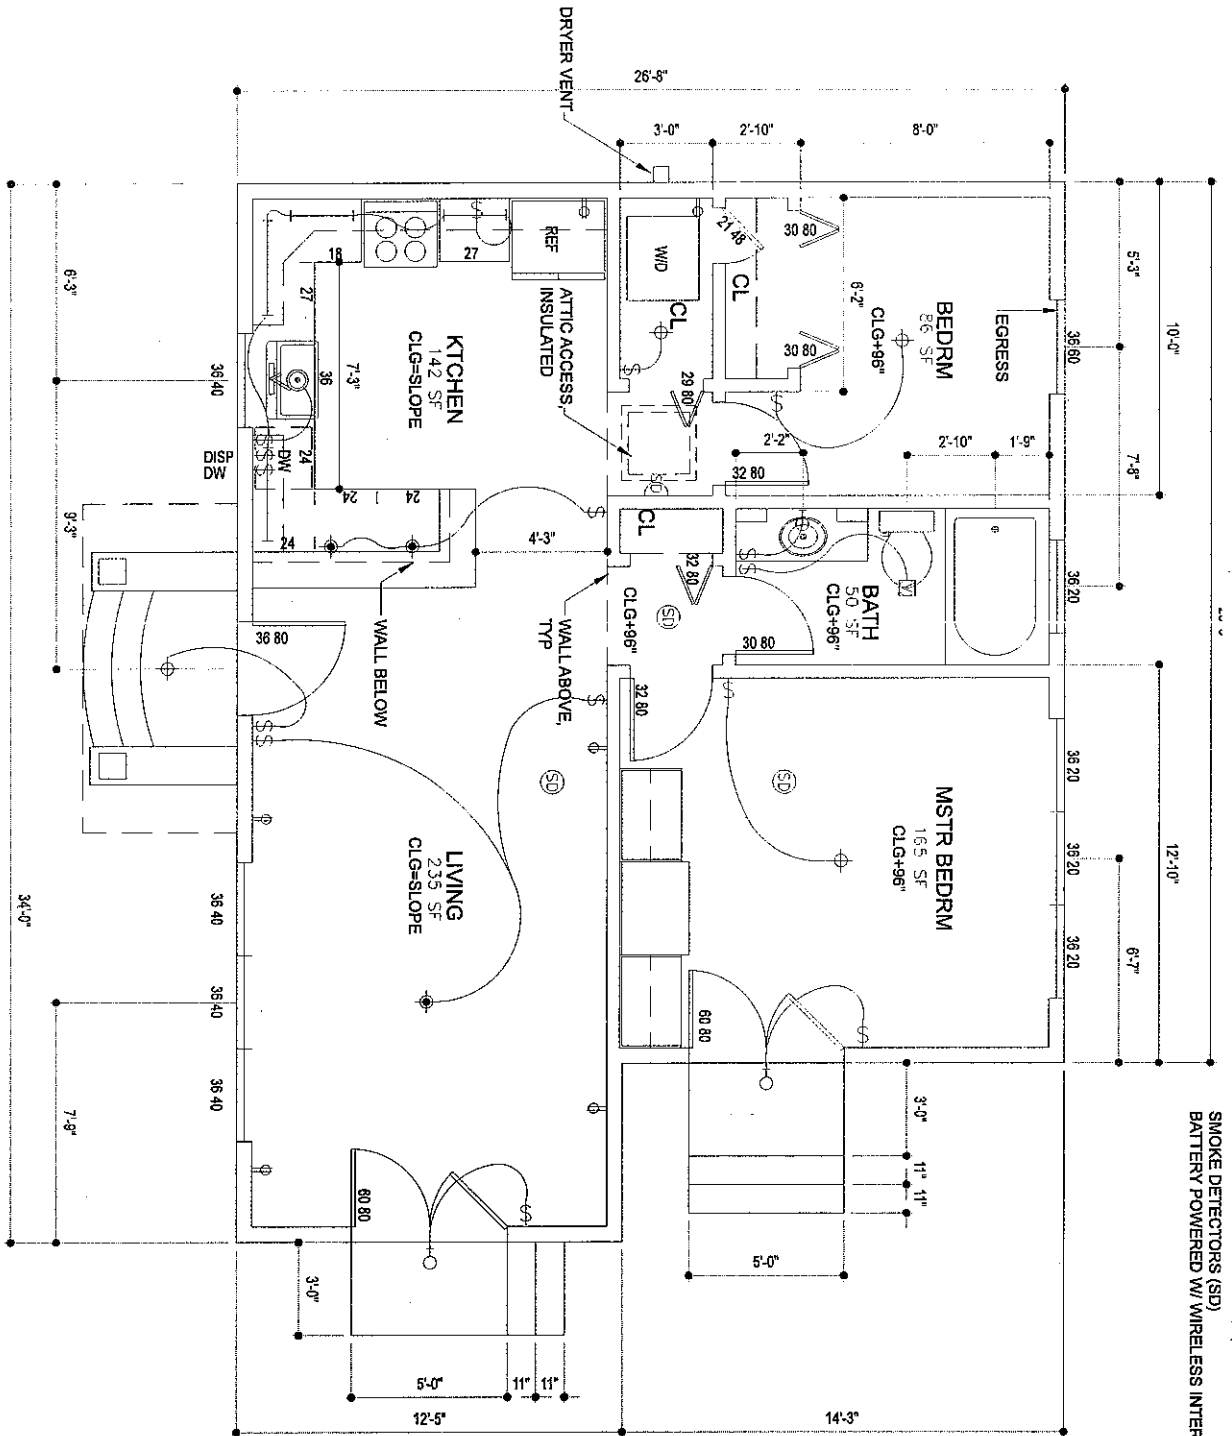 DRYER VENT
26'-8"
3'-0"
2'-10"
8'-0"
6'-3"
9'-3"
34'-0"
7'-9"
5'-3"
10'-0"
7'-8"
12'-10"
6'-7"
18
27
REF
27
W/D
CL
21 48
CL
30 80
30 80
6'-2"
BEDRM
86 SF
CLG+96"
EGRESS
36 60
ATTIC ACCESS,
INSULATED
KTCHEN
142 SF
CLG=SLOPE
7'-3"
36
36 40
29 80
2'-2"
2'-10"
1'-9"
32 80
DISP
DW
DW
24
24
24
24
SD
CL
4'-3"
32 80
BATH
50 SF
CLG+96"
36 20
CLG+96"
SD
30 80
WALL ABOVE,
TYP
WALL BELOW
36 80
32 80
SD
SD
36 20
36 20
36 20
MSTR BEDRM
165 SF
CLG+96"
LIVING
235 SF
CLG=SLOPE
36 40
36 40
36 40
60 80
60 80
3'-0"
11"
11"
5'-0"
3'-0"
5'-0"
11"
11"
12'-5"
14'-3"
SMOKE DETECTORS (SD)
BATTERY POWERED W/ WIRELESS INTER